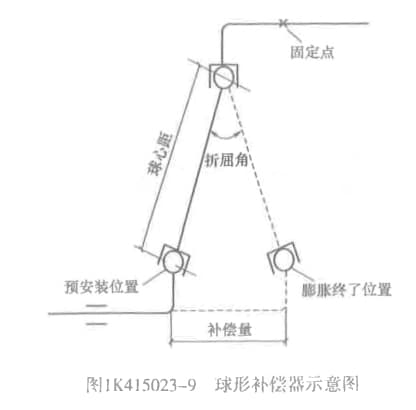 固定点
球心距
折屈角
预安装位置
膨胀终了位置
补偿量
图1K415023-9 球形补偿器示意图